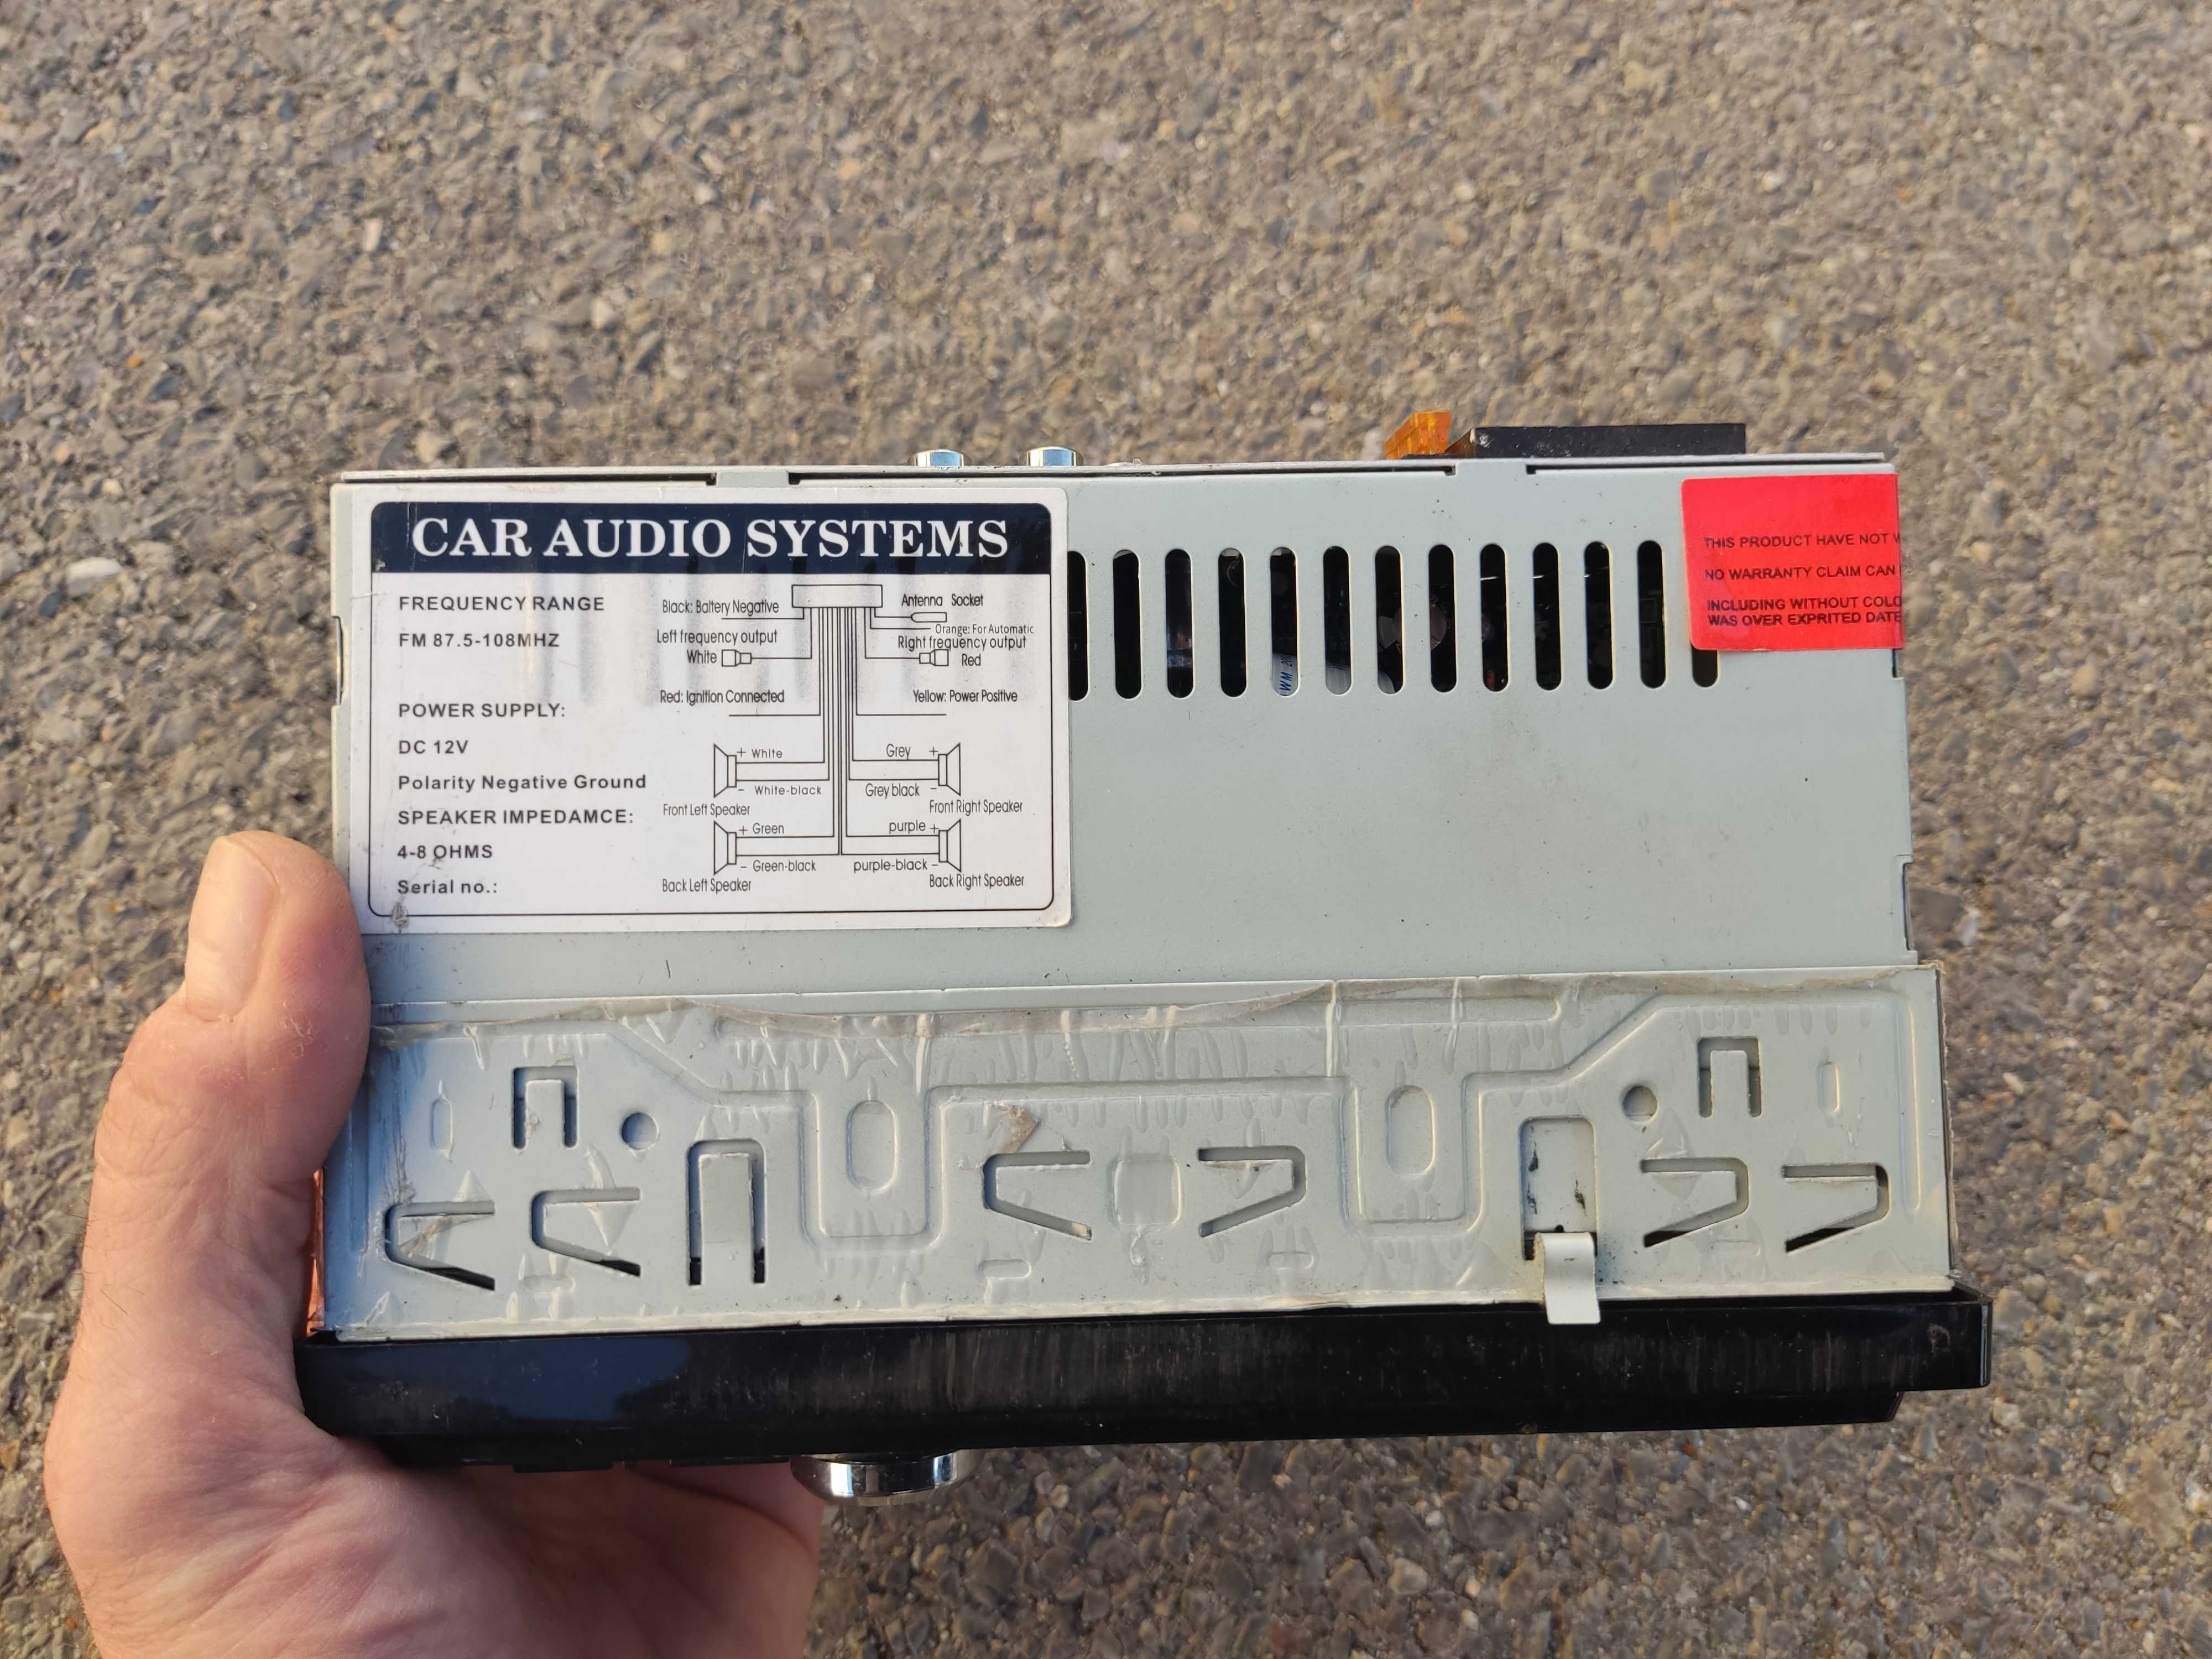 CAR AUDIO SYSTEMS
FREQUENCY RANGE
FM 87.5-108MHZ
POWER SUPPLY:
DC 12V
Polarity Negative Ground
SPEAKER IMPEDAMCE:
4-8 OHMS
Serial no.:
Black: Baltery Negative
Left frequency output
White
Red: Ignition Connected
+ White
- White-black
Front Left Speaker
+ Green
- Green-black
Back Left Speaker
Antenna Socket
Orange: For Automatic
Right frequency output
Red
Yellow: Power Positive
Grey +
Grey black -
Front Right Speaker
purple +
purple-black -
Back Right Speaker
THIS PRODUCT HAVE NOT
NO WARRANTY CLAIM CAN
INCLUDING WITHOUT COLO
WAS OVER EXPRITED DATE
WM